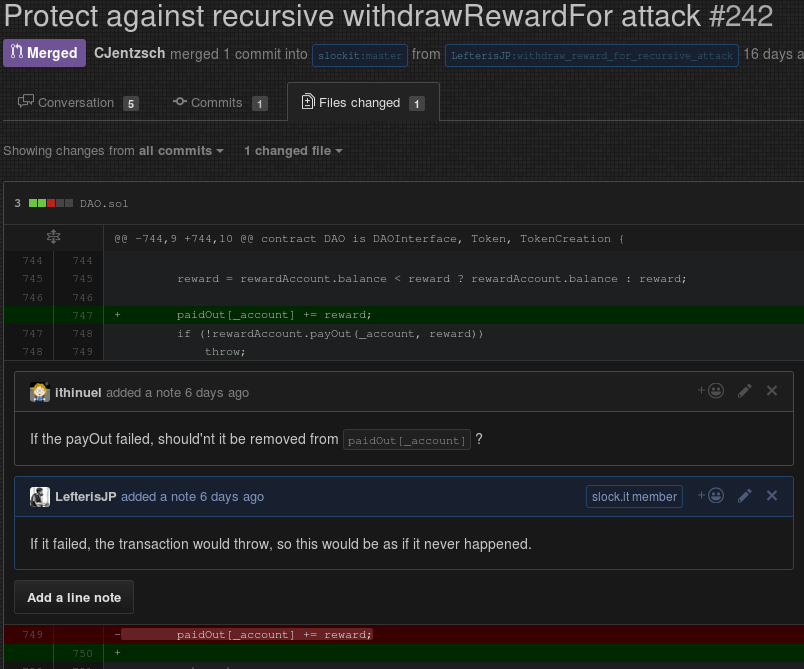 Protect against recursive withdrawRewardFor attack #242
Merged CJentzsch merged 1 commit into slockit:master from LefterisJP:withdraw_reward_for_recursive_attack 16 days a
Conversation 5 Commits 1 Files changed 1
Showing changes from all commits 1 changed file
3 DAO.sol
@@ -744,9 +744,10 @@ contract DAO is DAOInterface, Token, TokenCreation {
744 744
745 745 reward = rewardAccount.balance < reward ? rewardAccount.balance : reward;
746 746
747 + paidOut[_account] += reward;
747 748 if (!rewardAccount.payOut(_account, reward))
748 749 throw;
ithinuel added a note 6 days ago
If the payOut failed, should'nt it be removed from paidOut[_account] ?
LefterisJP added a note 6 days ago slock.it member
If it failed, the transaction would throw, so this would be as if it never happened.
Add a line note
749 - paidOut[_account] += reward;
750 +